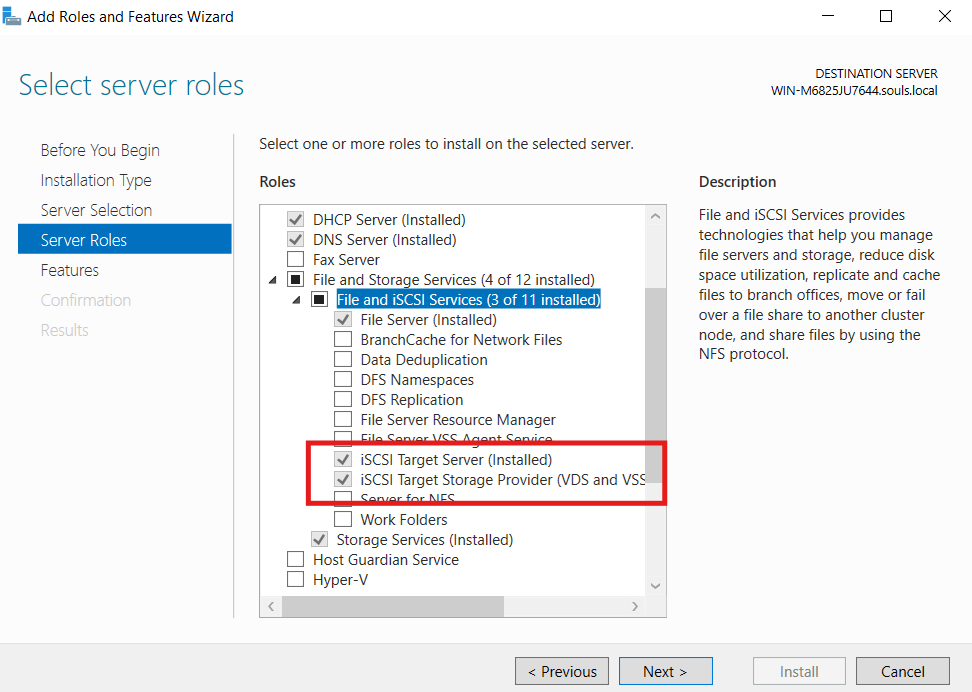 Add Roles and Features Wizard
Select server roles
DESTINATION SERVER
WIN-M6825JU7644.souls.local
Before You Begin
Installation Type
Server Selection
Server Roles
Features
Confirmation
Results
Select one or more roles to install on the selected server.
Roles
DHCP Server (Installed)
DNS Server (Installed)
Fax Server
File and Storage Services (4 of 12 installed)
File and iSCSI Services (3 of 11 installed)
File Server (Installed)
BranchCache for Network Files
Data Deduplication
DFS Namespaces
DFS Replication
File Server Resource Manager
File Server VSS Agent Service
iSCSI Target Server (Installed)
iSCSI Target Storage Provider (VDS and VSS
Server for NFS
Work Folders
Storage Services (Installed)
Host Guardian Service
Hyper-V
Description
File and iSCSI Services provides
technologies that help you manage
file servers and storage, reduce disk
space utilization, replicate and cache
files to branch offices, move or fail
over a file share to another cluster
node, and share files by using the
NFS protocol.
< Previous
Next >
Install
Cancel